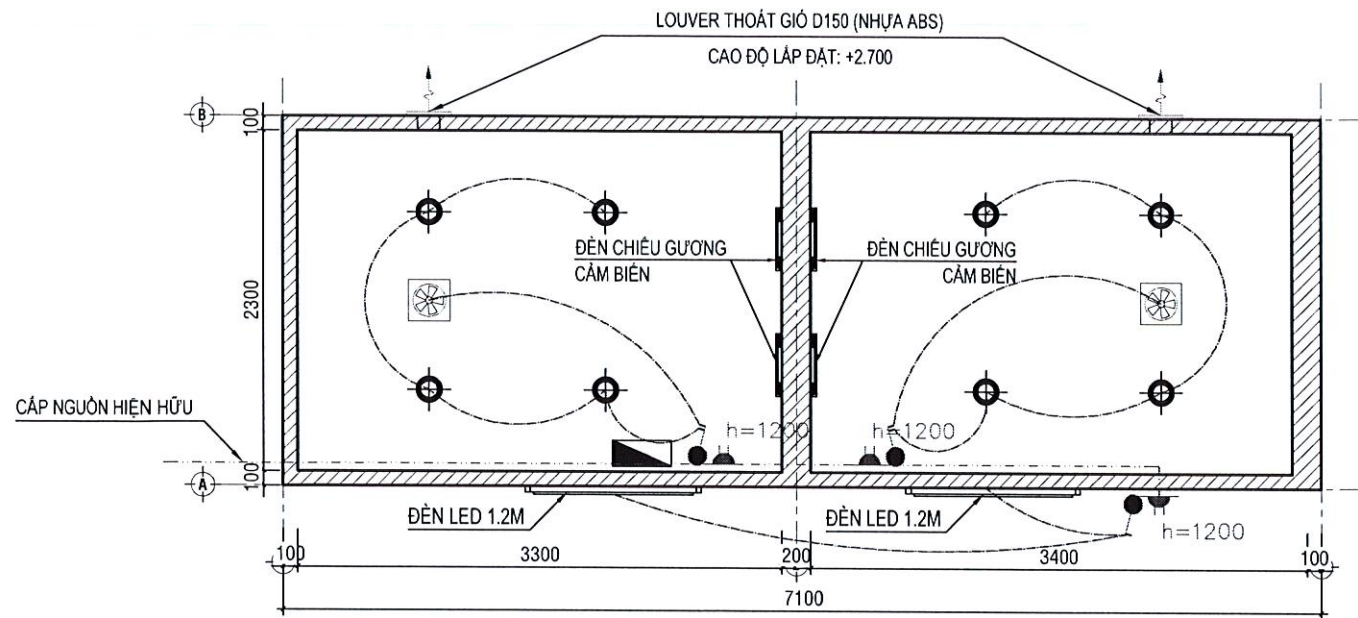 LOUVER THOÁT GIÓ D150 (NHỰA ABS)
CAO ĐỘ LẮP ĐẶT: +2.700
B
100
ĐÈN CHIẾU GƯƠNG
CẢM BIẾN
ĐÈN CHIẾU GƯƠNG
CẢM BIẾN
2300
CẤP NGUỒN HIỆN HỮU
h=1200
h=1200
100
A
ĐÈN LED 1.2M
ĐÈN LED 1.2M
h=1200
100
3300
200
3400
100
7100